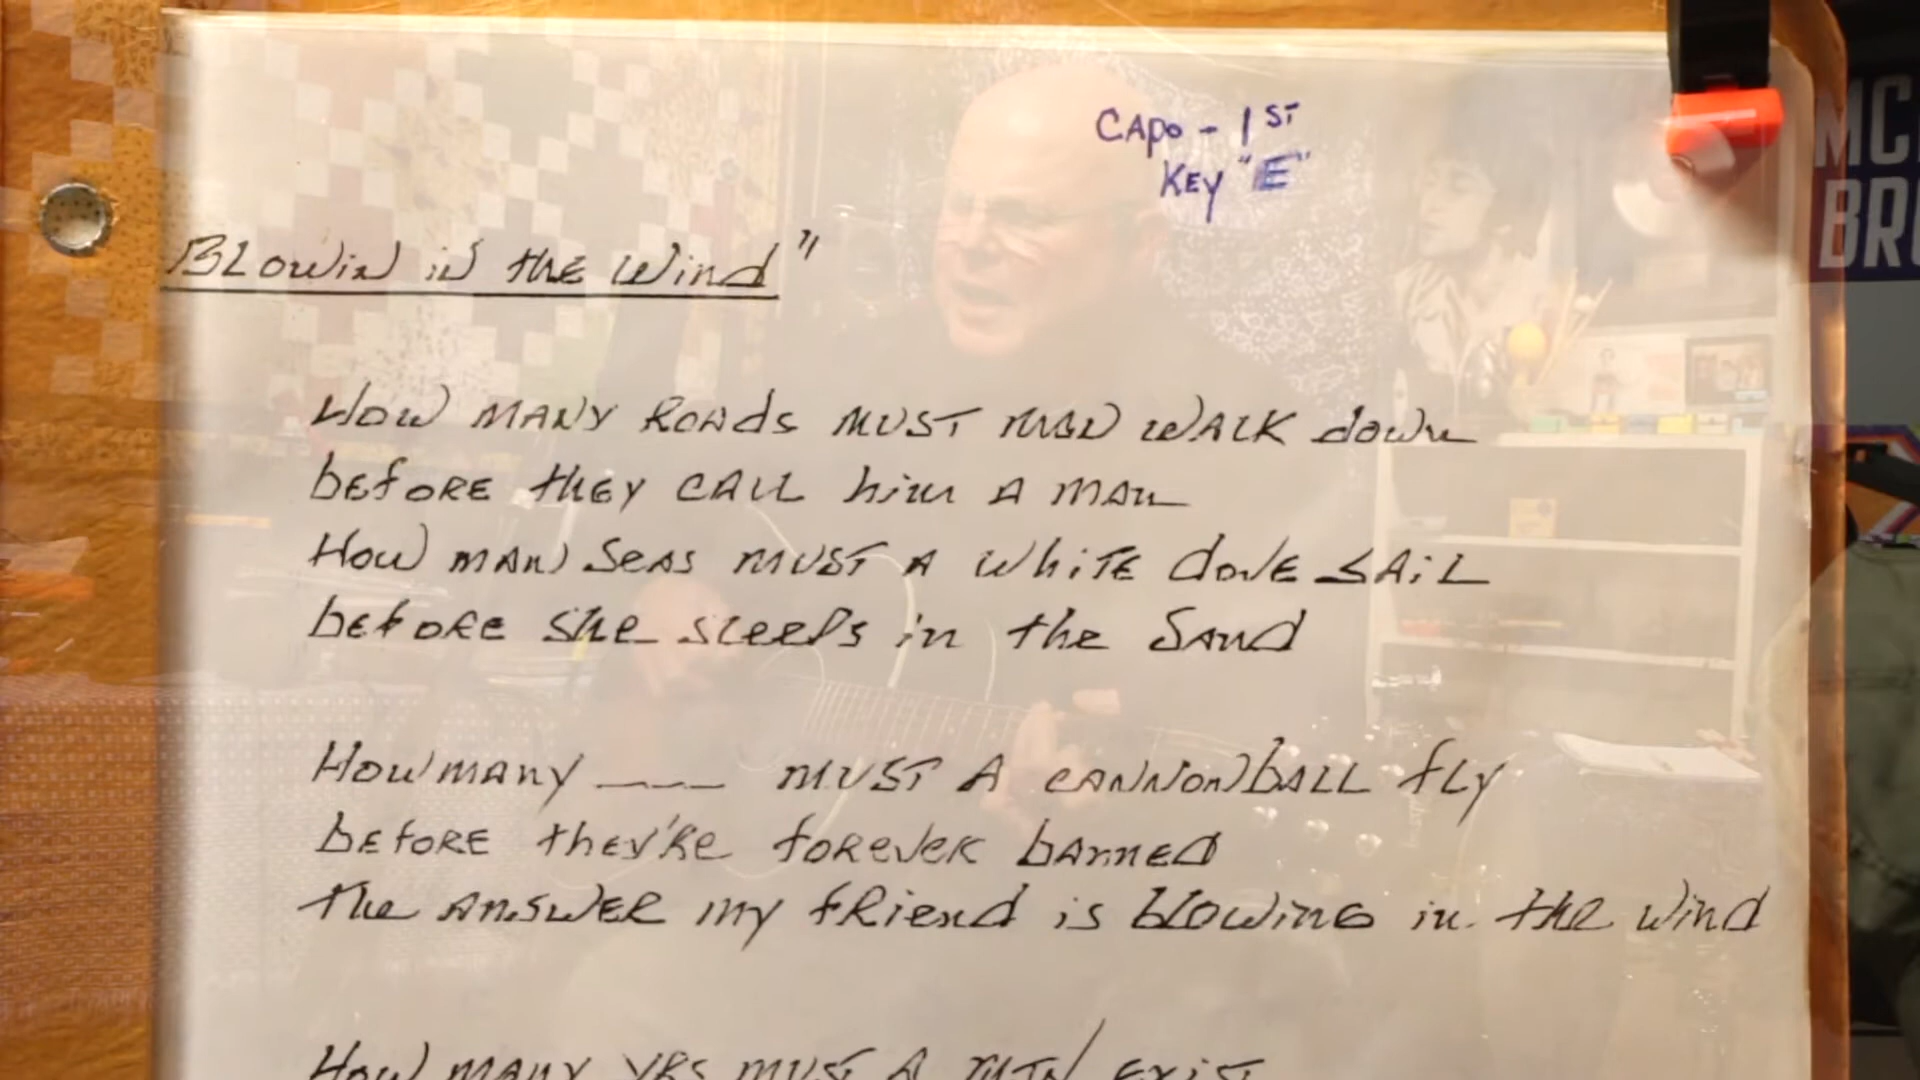 CAPO - 1ST
KEY "E"
BLOWIN IN THE WIND"
HOW MANY ROADS MUST MAN WALK down
before THEY CALL him A MAN
How MAN SEAS MUST A WHITE dOVE SAIL
before She SLEEPS in the SAND
How many ---- MUST A CANNONbALL fLY
bEfORE they'Re foREVER baNNED
The ANSWER my fRiend is blowiNG in the wind
How MANY YRS MUST A MTN EXIST
MC
BRO